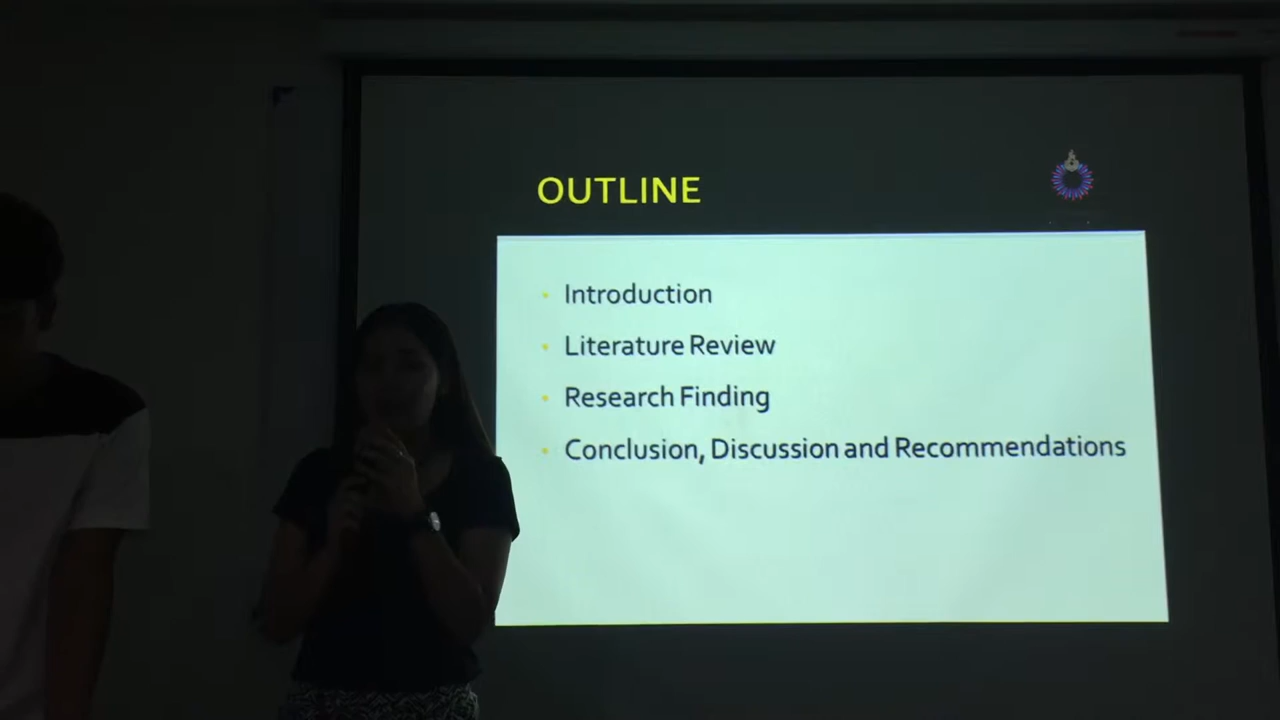 OUTLINE
Introduction
Literature Review
Research Finding
Conclusion, Discussion and Recommendations